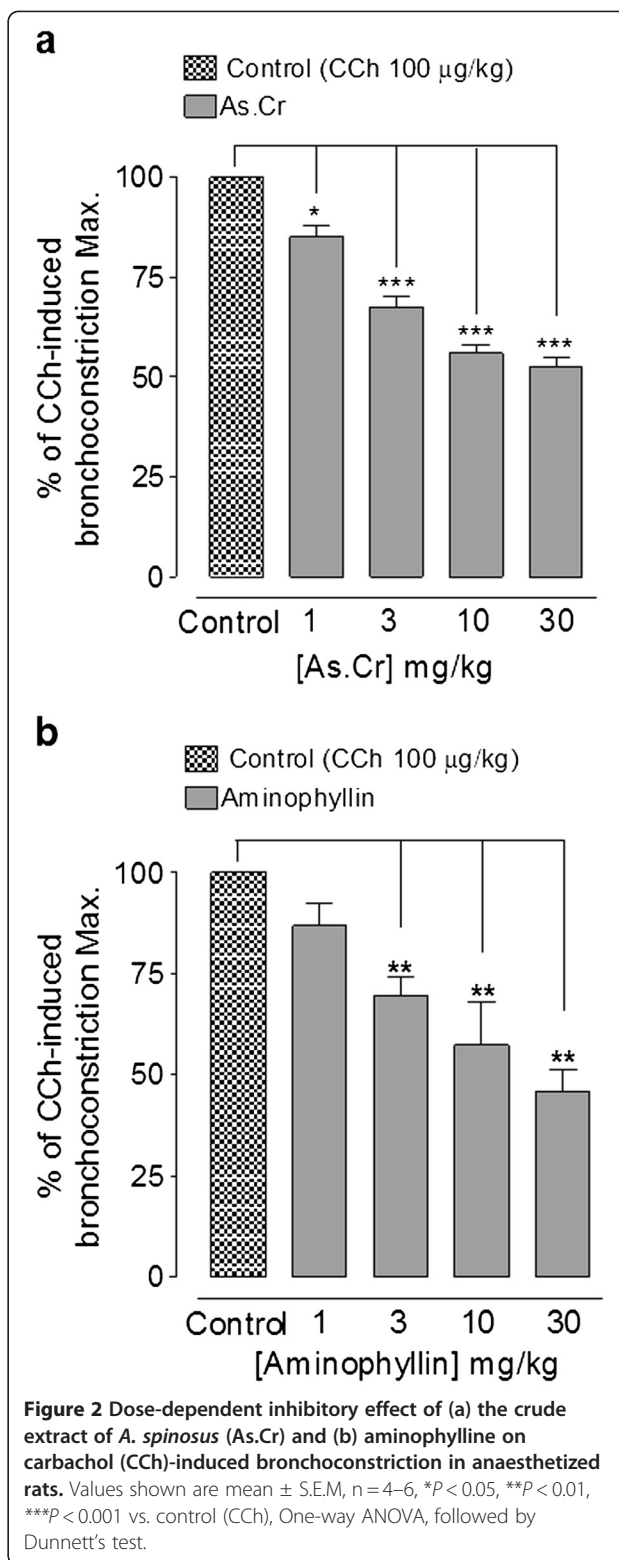 a
Control (CCh 100 µg/kg)
As.Cr
% of CCh-induced
bronchoconstriction Max.
100
75
50
25
0
*
***
***
***
Control 1 3 10 30
[As.Cr] mg/kg
b
Control (CCh 100 µg/kg)
Aminophyllin
% of CCh-induced
bronchoconstriction Max.
100
75
50
25
0
**
**
**
Control 1 3 10 30
[Aminophyllin] mg/kg
Figure 2 Dose-dependent inhibitory effect of (a) the crude
extract of A. spinosus (As.Cr) and (b) aminophylline on
carbachol (CCh)-induced bronchoconstriction in anaesthetized
rats. Values shown are mean ± S.E.M, n = 4–6, *P < 0.05, **P < 0.01,
***P < 0.001 vs. control (CCh), One-way ANOVA, followed by
Dunnett's test.